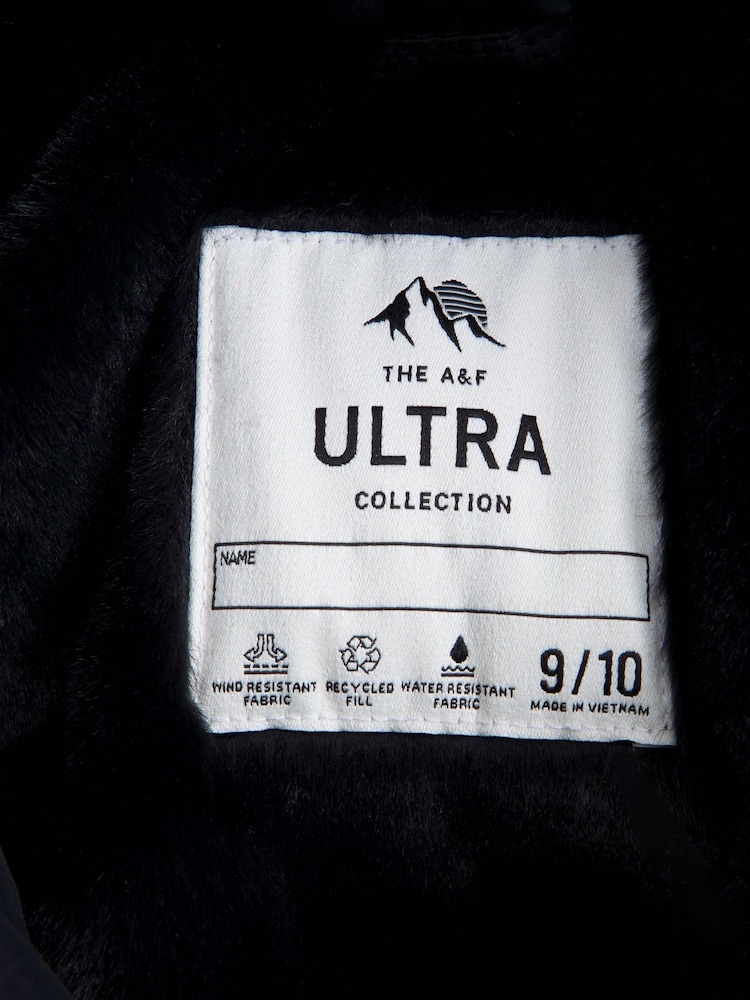 THE A&F
ULTRA
COLLECTION
NAME
WIND RESISTANT
FABRIC
RECYCLED
FILL
WATER RESISTANT
FABRIC
9/10
MADE IN VIETNAM